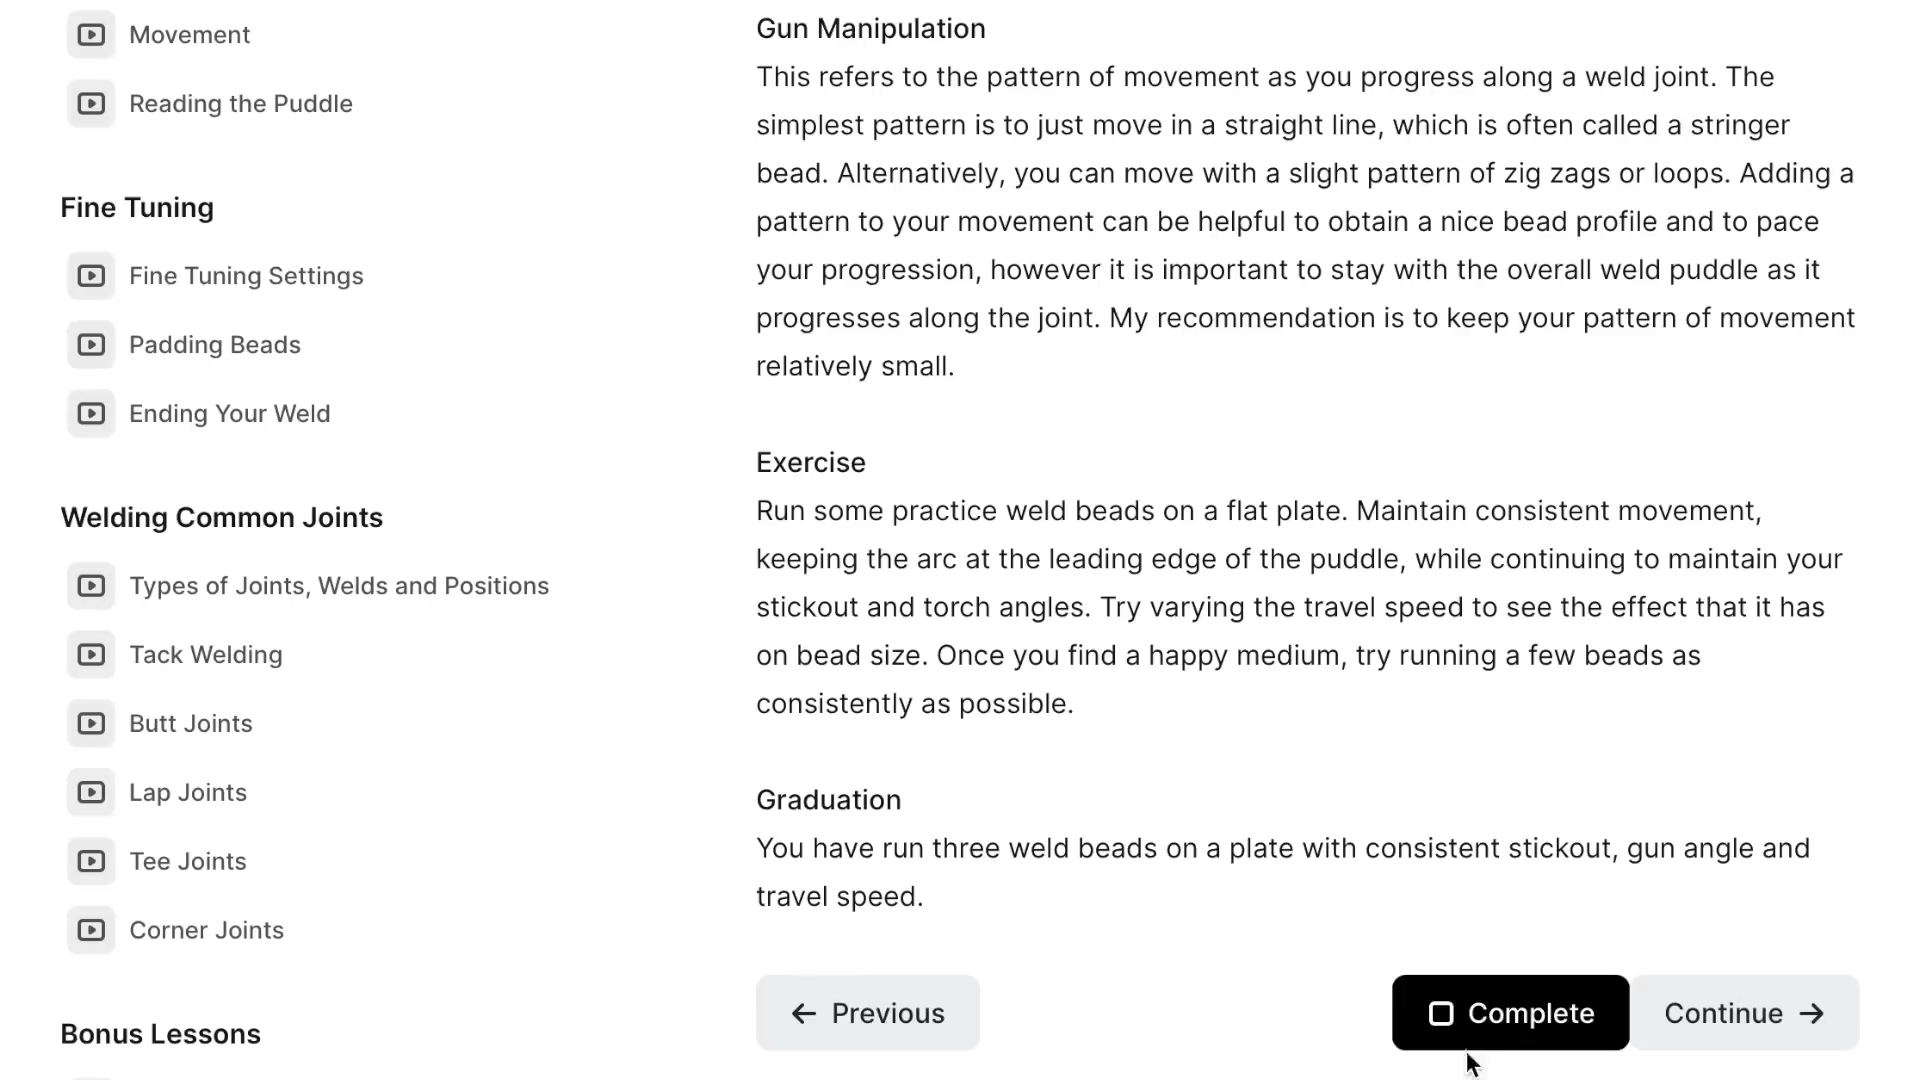 Movement
Reading the Puddle
Fine Tuning
Fine Tuning Settings
Padding Beads
Ending Your Weld
Welding Common Joints
Types of Joints, Welds and Positions
Tack Welding
Butt Joints
Lap Joints
Tee Joints
Corner Joints
Bonus Lessons
Gun Manipulation
This refers to the pattern of movement as you progress along a weld joint. The
simplest pattern is to just move in a straight line, which is often called a stringer
bead. Alternatively, you can move with a slight pattern of zig zags or loops. Adding a
pattern to your movement can be helpful to obtain a nice bead profile and to pace
your progression, however it is important to stay with the overall weld puddle as it
progresses along the joint. My recommendation is to keep your pattern of movement
relatively small.
Exercise
Run some practice weld beads on a flat plate. Maintain consistent movement,
keeping the arc at the leading edge of the puddle, while continuing to maintain your
stickout and torch angles. Try varying the travel speed to see the effect that it has
on bead size. Once you find a happy medium, try running a few beads as
consistently as possible.
Graduation
You have run three weld beads on a plate with consistent stickout, gun angle and
travel speed.
Previous
Complete
Continue